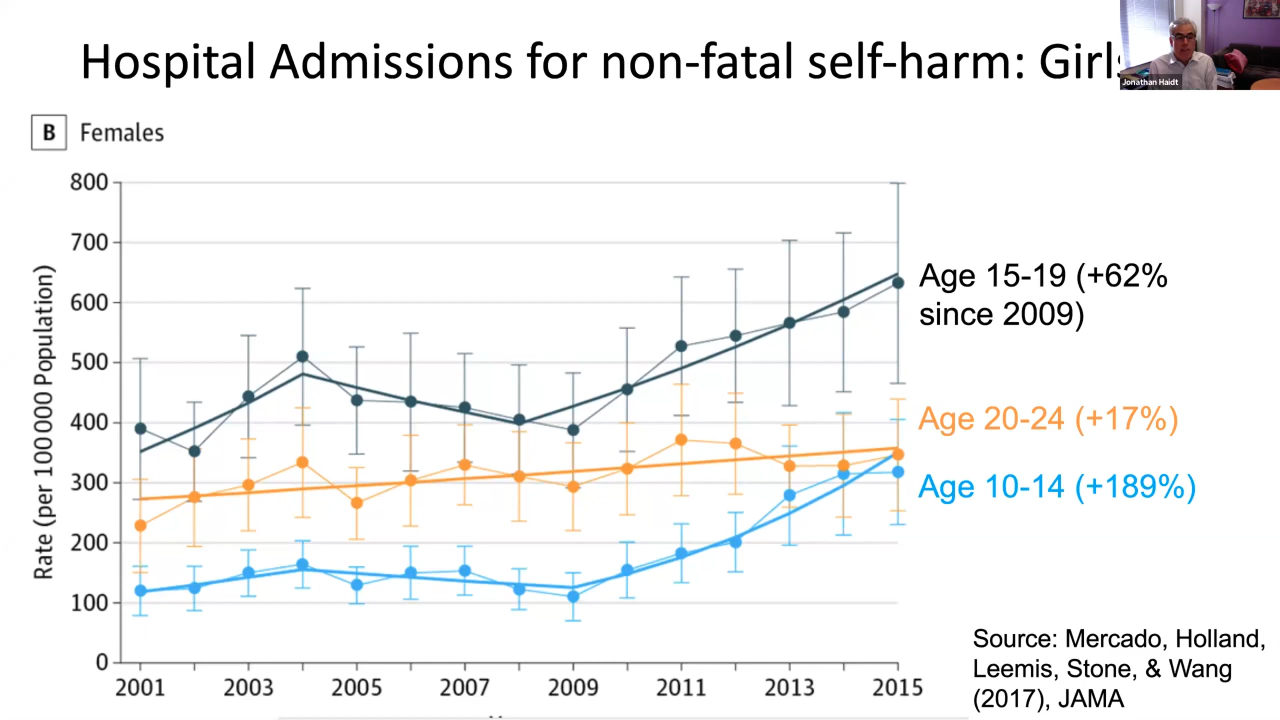 Hospital Admissions for non-fatal self-harm: Girls
Jonathan Haidt
B Females
Rate (per 100 000 Population)
800
700
600
500
400
300
200
100
0
2001 2003 2005 2007 2009 2011 2013 2015
Age 15-19 (+62%
since 2009)
Age 20-24 (+17%)
Age 10-14 (+189%)
Source: Mercado, Holland,
Leemis, Stone, & Wang
(2017), JAMA